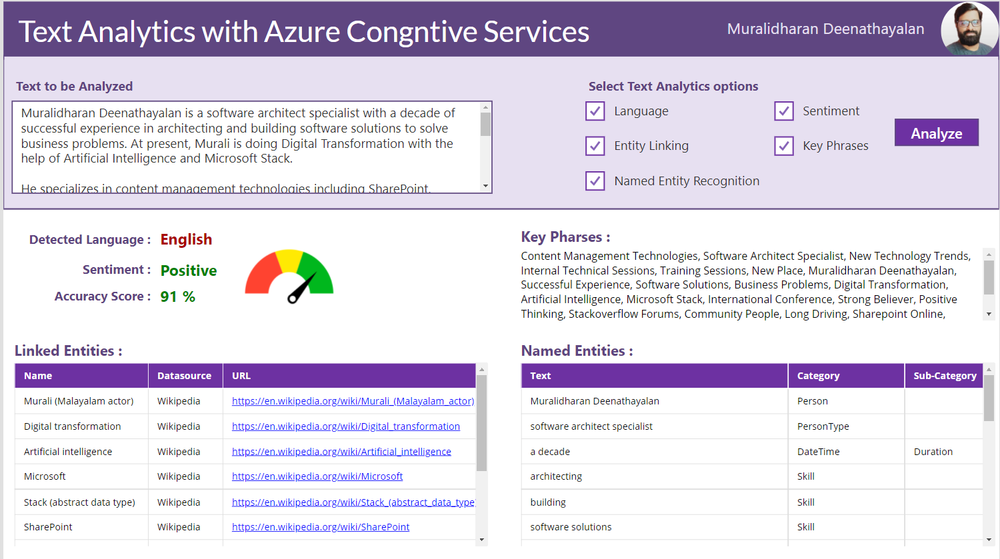 Text Analytics with Azure Congntive Services
Muralidharan Deenathayalan
Text to be Analyzed
Muralidharan Deenathayalan is a software architect specialist with a decade of
successful experience in architecting and building software solutions to solve
business problems. At present, Murali is doing Digital Transformation with the
help of Artificial Intelligence and Microsoft Stack.
He specializes in content management technologies including SharePoint,
Select Text Analytics options
Language
Sentiment
Entity Linking
Key Phrases
Named Entity Recognition
Analyze
Detected Language : English
Sentiment : Positive
Accuracy Score : 91 %
Key Pharses :
Content Management Technologies, Software Architect Specialist, New Technology Trends,
Internal Technical Sessions, Training Sessions, New Place, Muralidharan Deenathayalan,
Successful Experience, Software Solutions, Business Problems, Digital Transformation,
Artificial Intelligence, Microsoft Stack, International Conference, Strong Believer, Positive
Thinking, Stackoverflow Forums, Community People, Long Driving, Sharepoint Online,
Linked Entities :
Name Datasource URL
Murali (Malayalam actor) Wikipedia https://en.wikipedia.org/wiki/Murali_(Malayalam_actor)
Digital transformation Wikipedia https://en.wikipedia.org/wiki/Digital_transformation
Artificial intelligence Wikipedia https://en.wikipedia.org/wiki/Artificial_intelligence
Microsoft Wikipedia https://en.wikipedia.org/wiki/Microsoft
Stack (abstract data type) Wikipedia https://en.wikipedia.org/wiki/Stack_(abstract_data_type)
SharePoint Wikipedia https://en.wikipedia.org/wiki/SharePoint
Named Entities :
Text Category Sub-Category
Muralidharan Deenathayalan Person
software architect specialist PersonType
a decade DateTime Duration
architecting Skill
building Skill
software solutions Skill